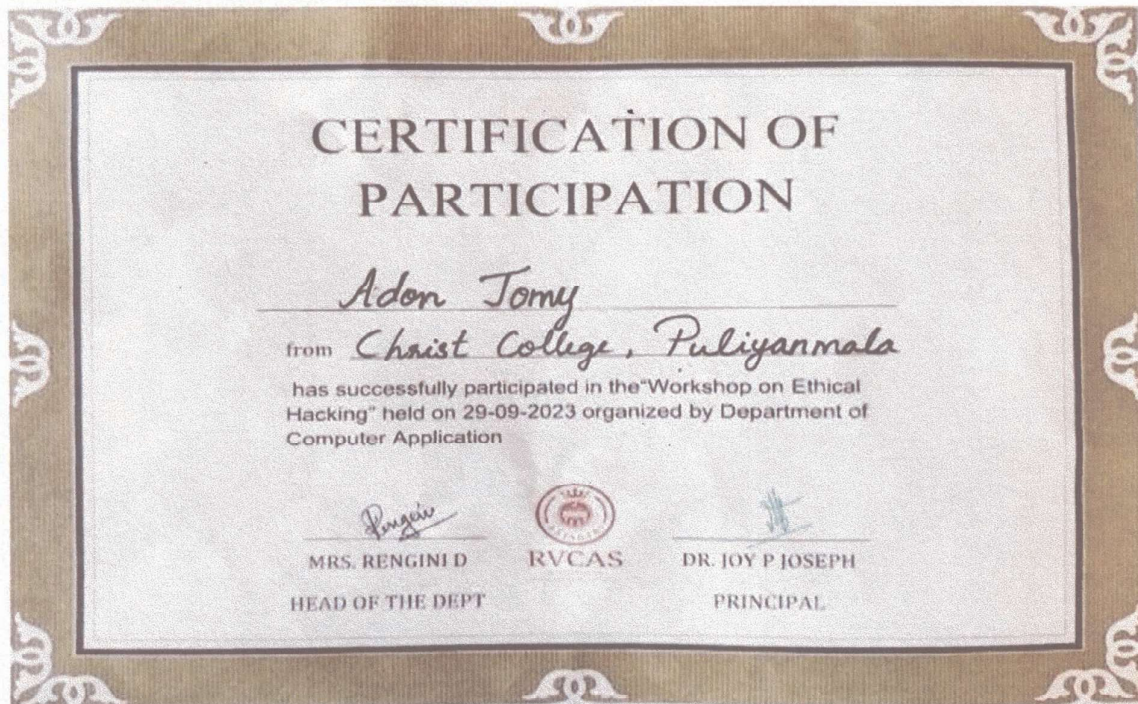 CERTIFICATION OF
PARTICIPATION
Adon Tomy
from Christ College, Puliyanmala
has successfully participated in the"Workshop on Ethical
Hacking" held on 29-09-2023 organized by Department of
Computer Application
Rengini
MRS. RENGINI D
RVCAS
DR. JOY P JOSEPH
HEAD OF THE DEPT
PRINCIPAL